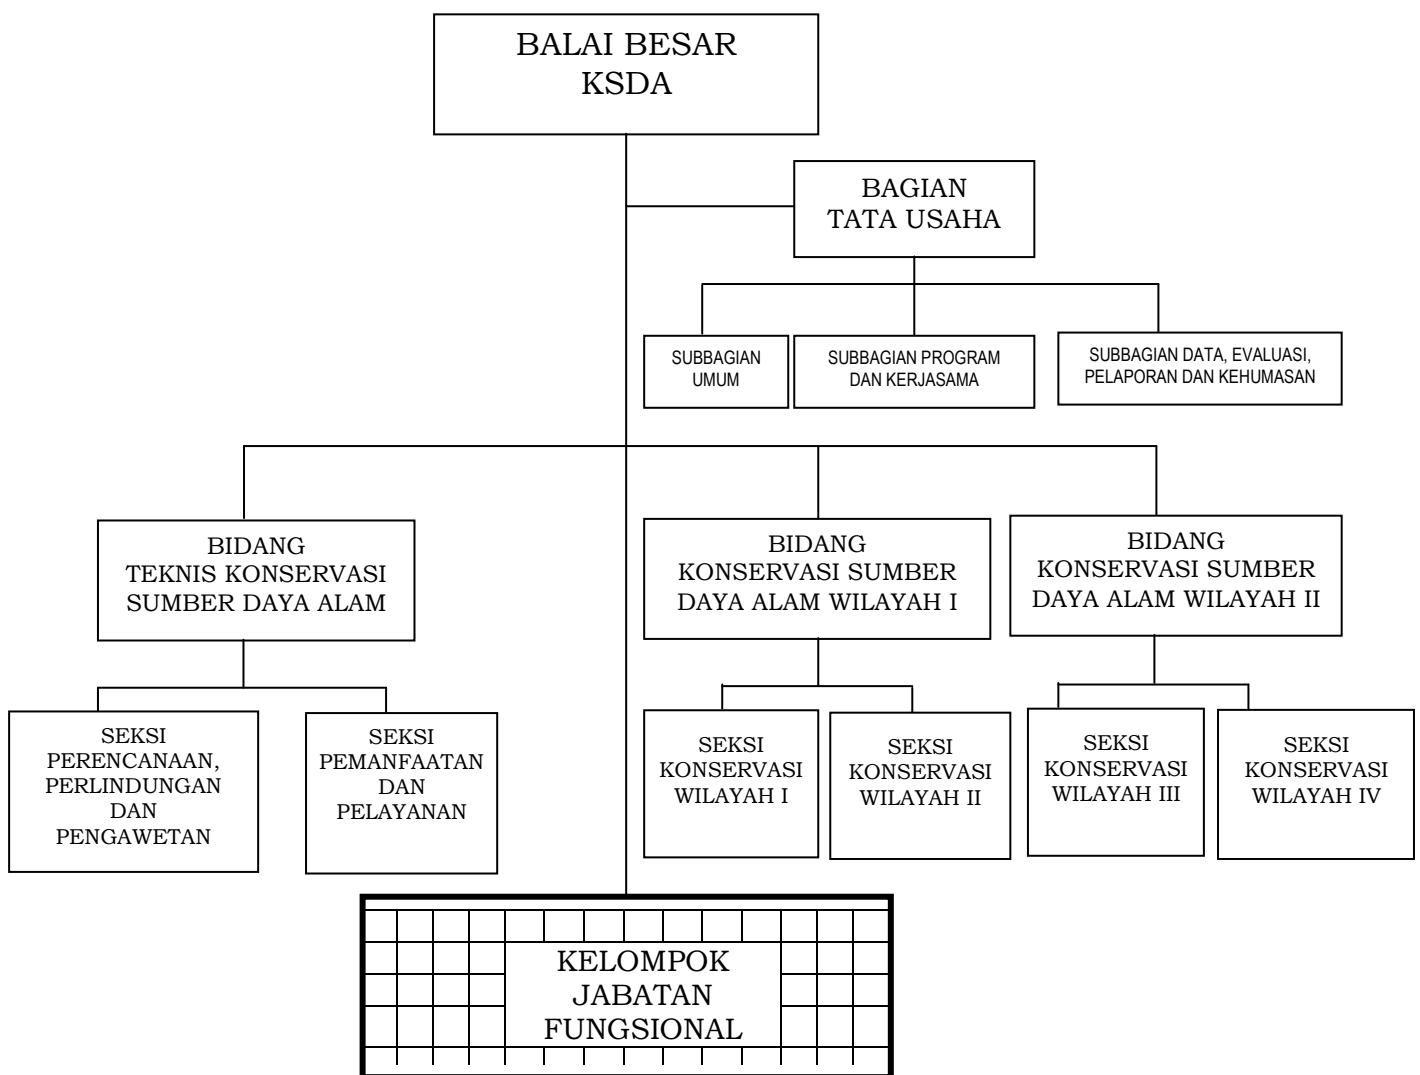 BALAI BESAR
KSDA
BAGIAN
TATA USAHA
SUBBAGIAN
UMUM
SUBBAGIAN PROGRAM
DAN KERJASAMA
SUBBAGIAN DATA, EVALUASI,
PELAPORAN DAN KEHUMASAN
BIDANG
TEKNIS KONSERVASI
SUMBER DAYA ALAM
BIDANG
KONSERVASI SUMBER
DAYA ALAM WILAYAH I
BIDANG
KONSERVASI SUMBER
DAYA ALAM WILAYAH II
SEKSI
PERENCANAAN,
PERLINDUNGAN
DAN
PENGAWETAN
SEKSI
PEMANFAATAN
DAN
PELAYANAN
SEKSI
KONSERVASI
WILAYAH I
SEKSI
KONSERVASI
WILAYAH II
SEKSI
KONSERVASI
WILAYAH III
SEKSI
KONSERVASI
WILAYAH IV
KELOMPOK
JABATAN
FUNGSIONAL